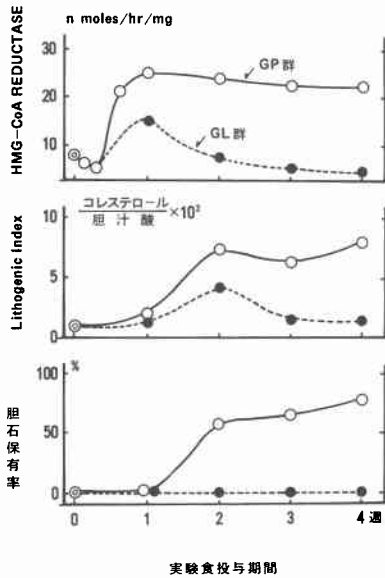 n moles/hr/mg
HMG-CoA REDUCTASE
30
20
10
GP群
GL群
Lithogenic Index
コレステロール
胆汁酸
×10²
10
5
0
%
胆石保有率
100
50
0
0
1
2
3
4週
実験食投与期間